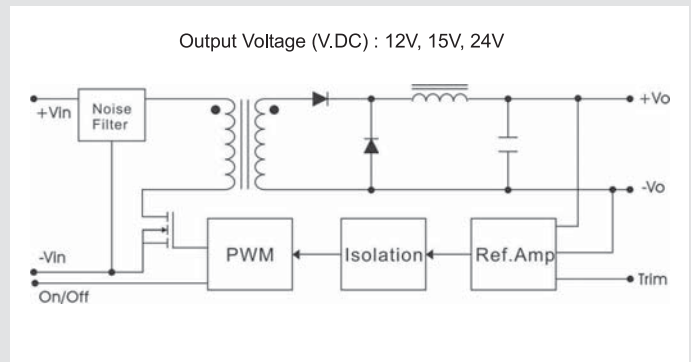 Output Voltage (V.DC) : 12V, 15V, 24V
+Vin
Noise
Filter
+Vo
-Vo
-Vin
PWM
Isolation
Ref.Amp
Trim
On/Off